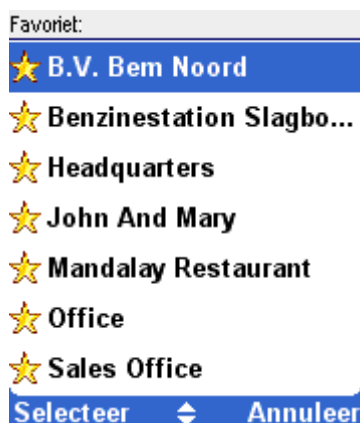 Favoriet:
B.V. Bem Noord
Benzinestation Slagbo...
Headquarters
John And Mary
Mandalay Restaurant
Office
Sales Office
Selecteer Annuleer